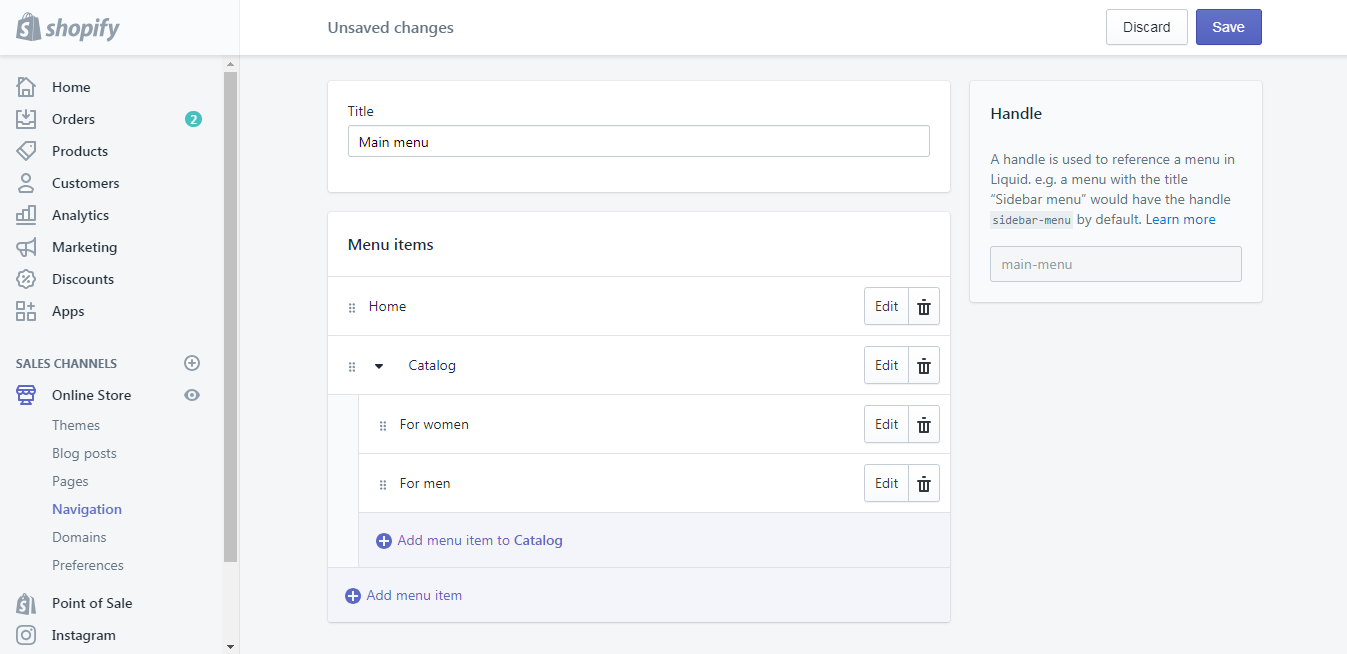 shopify
Unsaved changes
Discard
Save
Home
Orders
2
Products
Customers
Analytics
Marketing
Discounts
Apps
SALES CHANNELS
Online Store
Themes
Blog posts
Pages
Navigation
Domains
Preferences
Point of Sale
Instagram
Title
Main menu
Menu items
Home
Edit
Catalog
Edit
For women
Edit
For men
Edit
Add menu item to Catalog
Add menu item
Handle
A handle is used to reference a menu in
Liquid. e.g. a menu with the title
“Sidebar menu” would have the handle
sidebar-menu by default. Learn more
main-menu